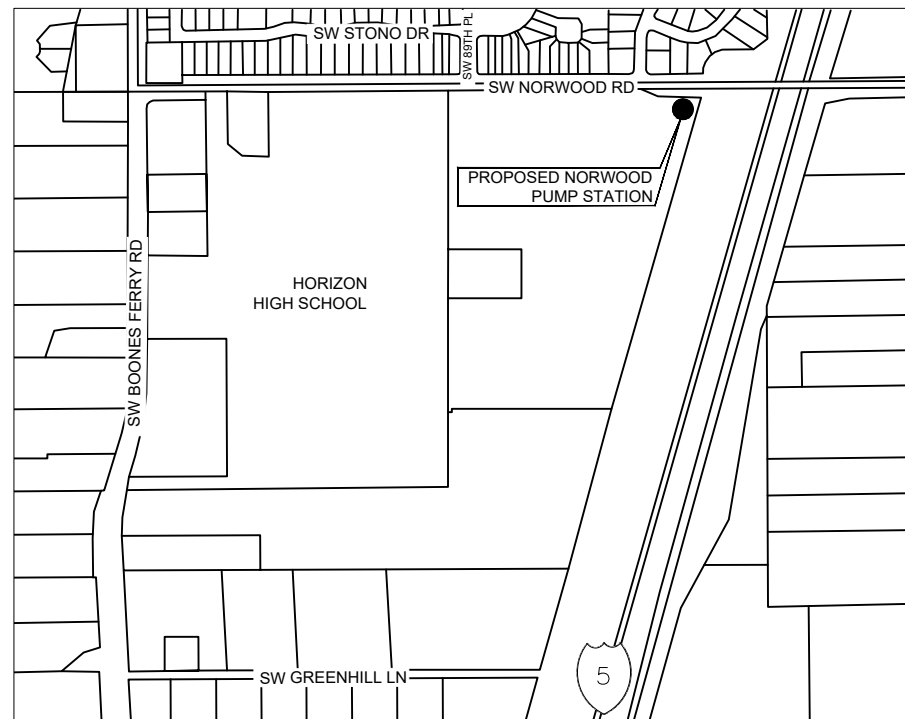 SW STONO DR
SW 89TH PL
SW NORWOOD RD
PROPOSED NORWOOD
PUMP STATION
SW BOONES FERRY RD
HORIZON
HIGH SCHOOL
SW GREENHILL LN
5